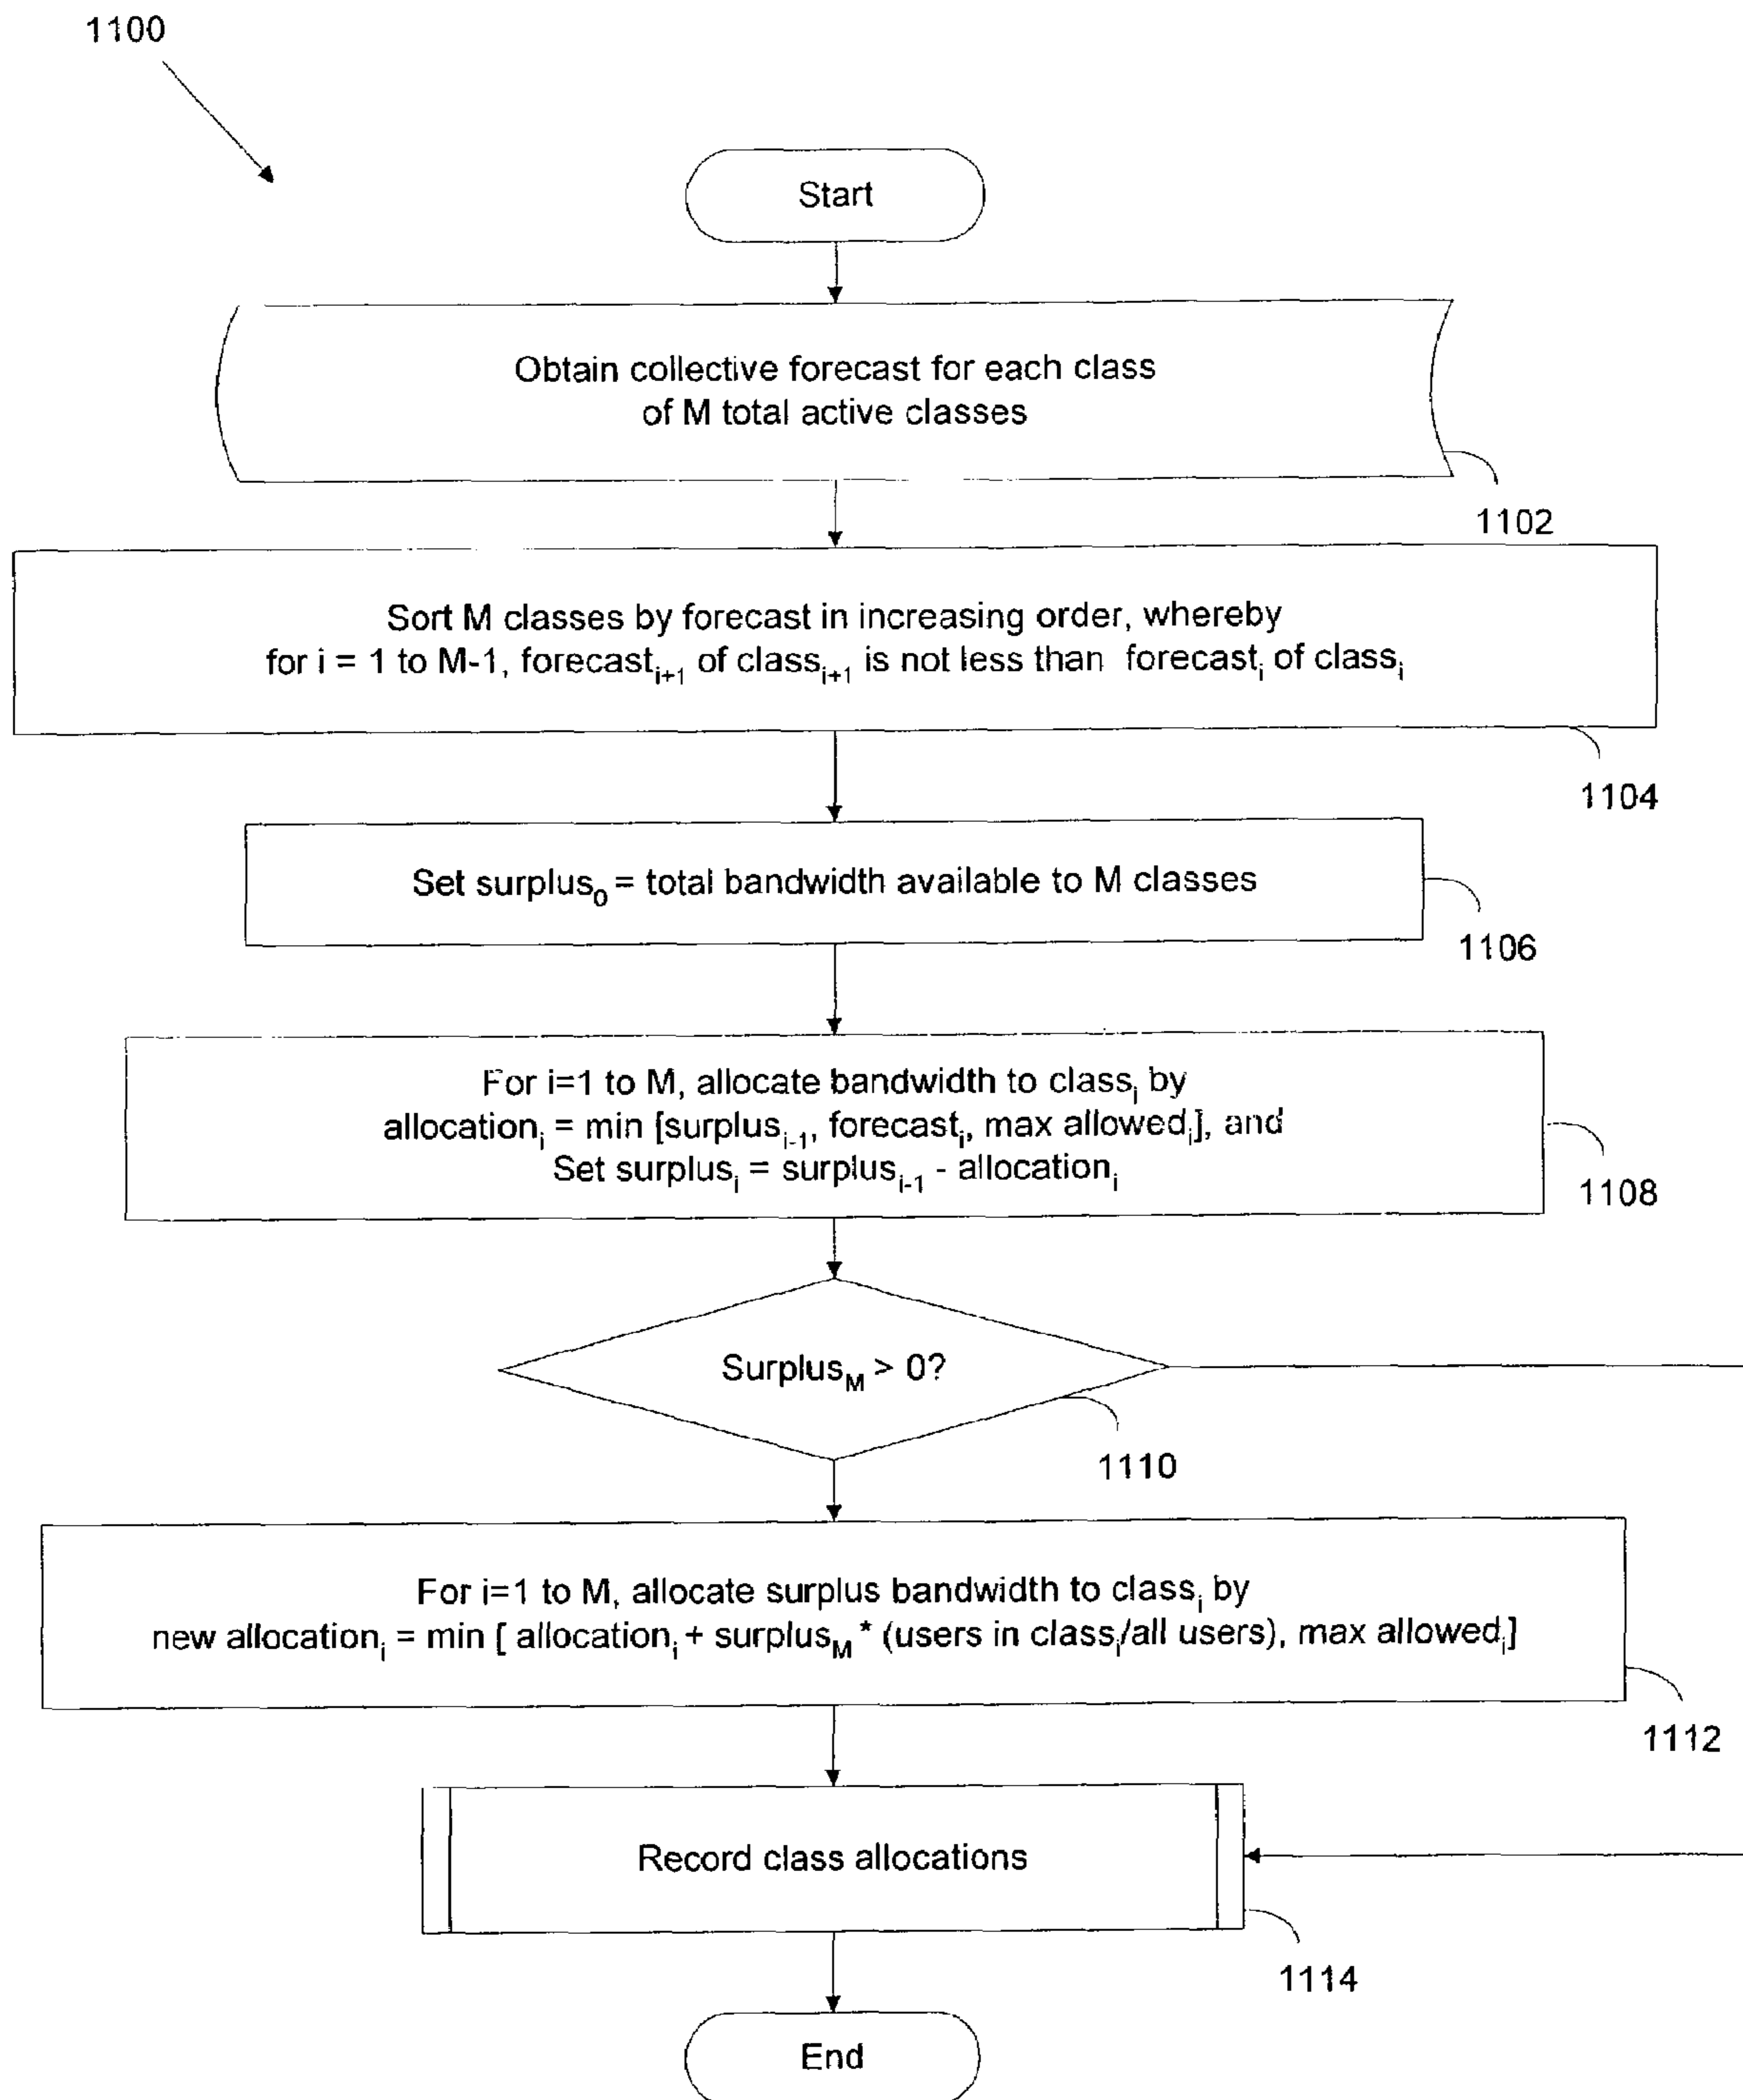 1100
Start
Obtain collective forecast for each class
of M total active classes
1102
Sort M classes by forecast in increasing order, whereby
for i = 1 to M-1, forecastᵢ₊₁ of classᵢ₊₁ is not less than forecastᵢ of classᵢ
1104
Set surplus₀ = total bandwidth available to M classes
1106
For i=1 to M, allocate bandwidth to classᵢ by
allocationᵢ = min [surplusᵢ₋₁, forecastᵢ, max allowedᵢ], and
Set surplusᵢ = surplusᵢ₋₁ - allocationᵢ
1108
Surplus_M > 0?
1110
For i=1 to M, allocate surplus bandwidth to classᵢ by
new allocationᵢ = min [ allocationᵢ + surplus_M * (users in classᵢ/all users), max allowedᵢ]
1112
Record class allocations
1114
End